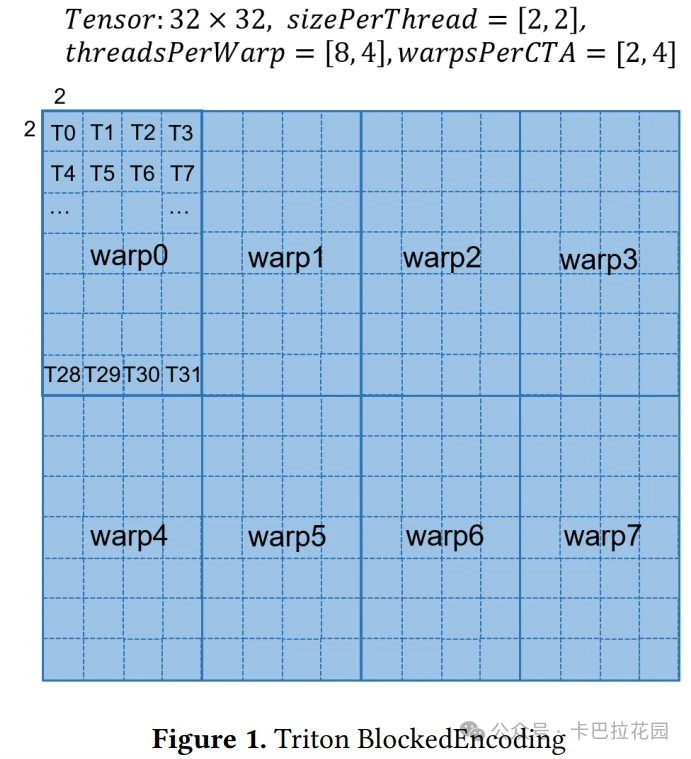 Tensor: 32 × 32, sizePerThread = [2, 2],
threadsPerWarp = [8, 4], warpsPerCTA = [2, 4]
2
2 T0 T1 T2 T3
T4 T5 T6 T7
... ...
warp0 warp1 warp2 warp3
T28 T29 T30 T31
warp4 warp5 warp6 warp7
公众号 · 卡巴拉花园
Figure 1. Triton BlockedEncoding